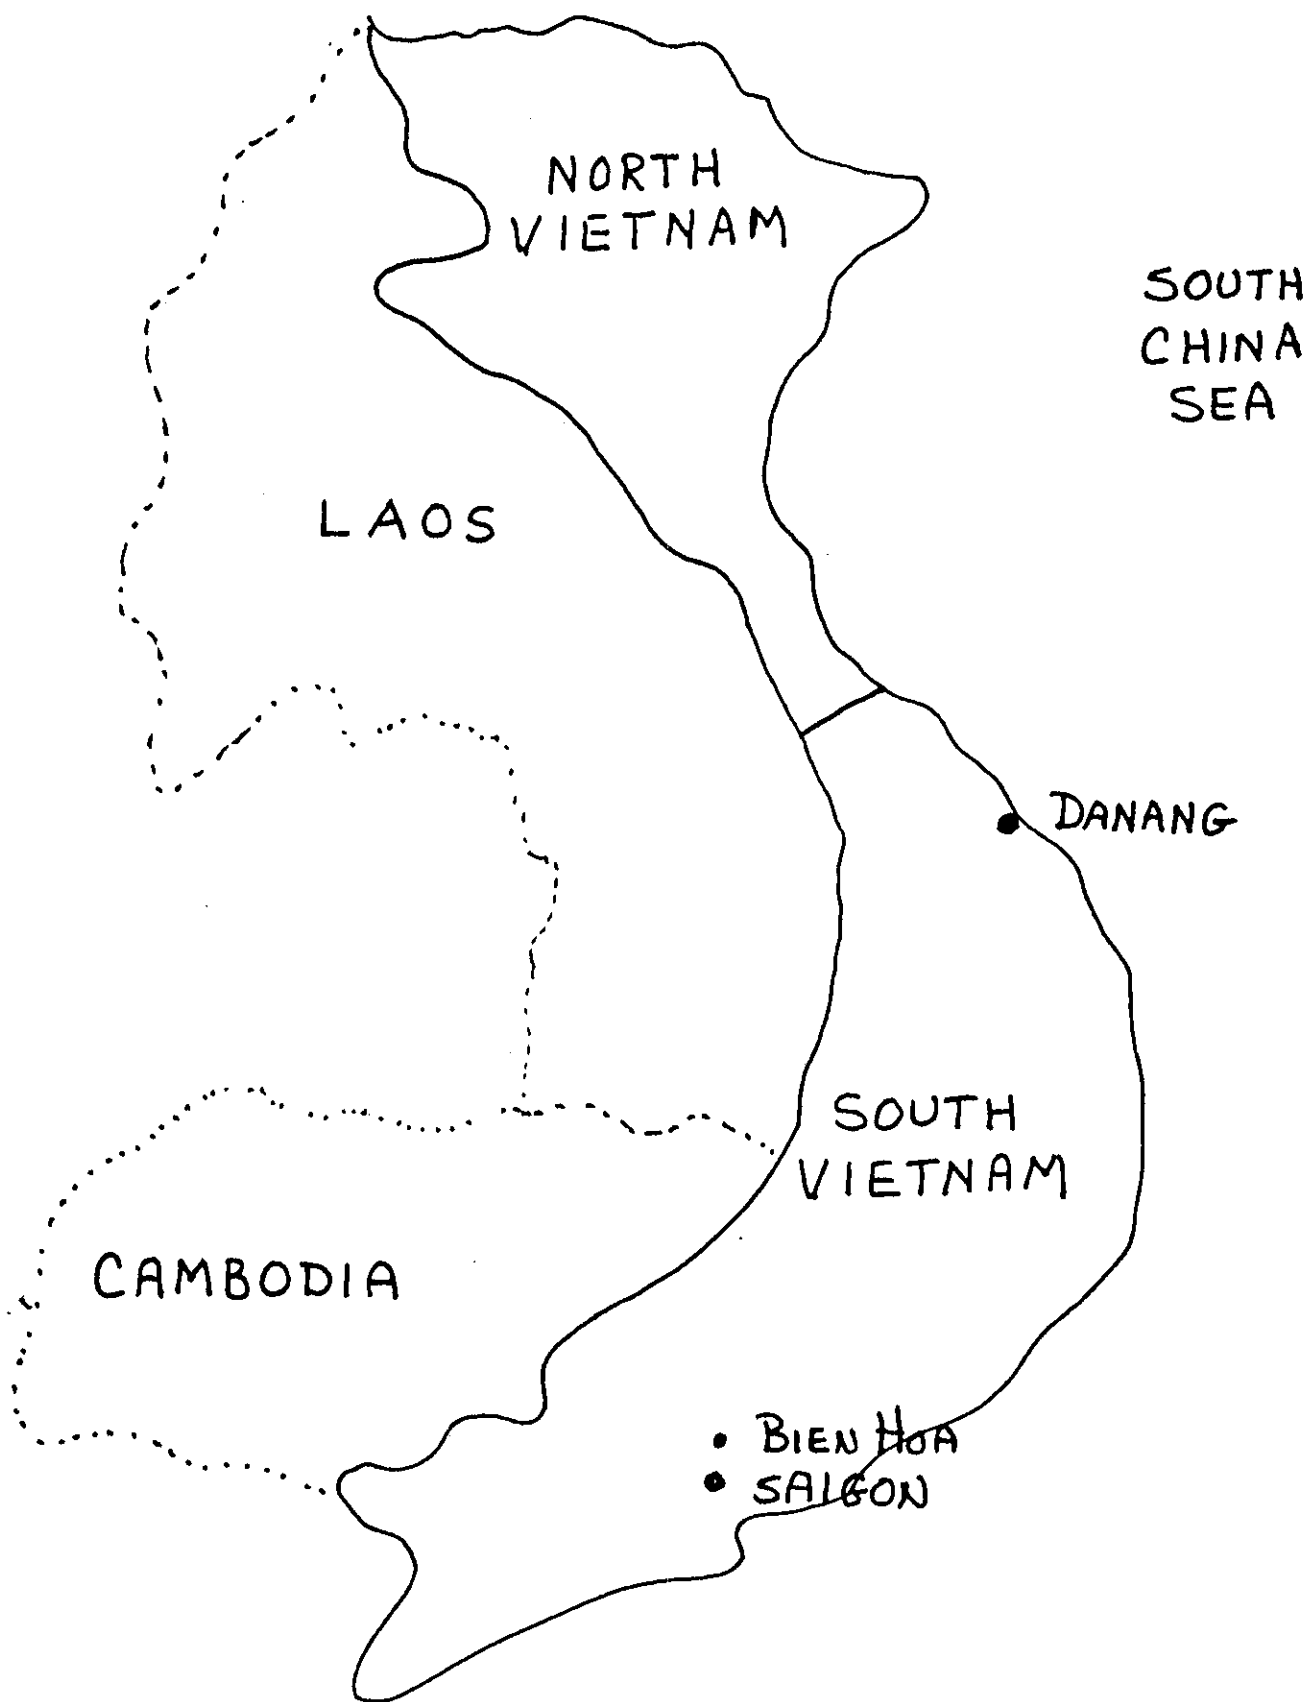 NORTH
VIETNAM
SOUTH
CHINA
SEA
LAOS
DANANG
SOUTH
VIETNAM
CAMBODIA
BIEN HOA
SAIGON